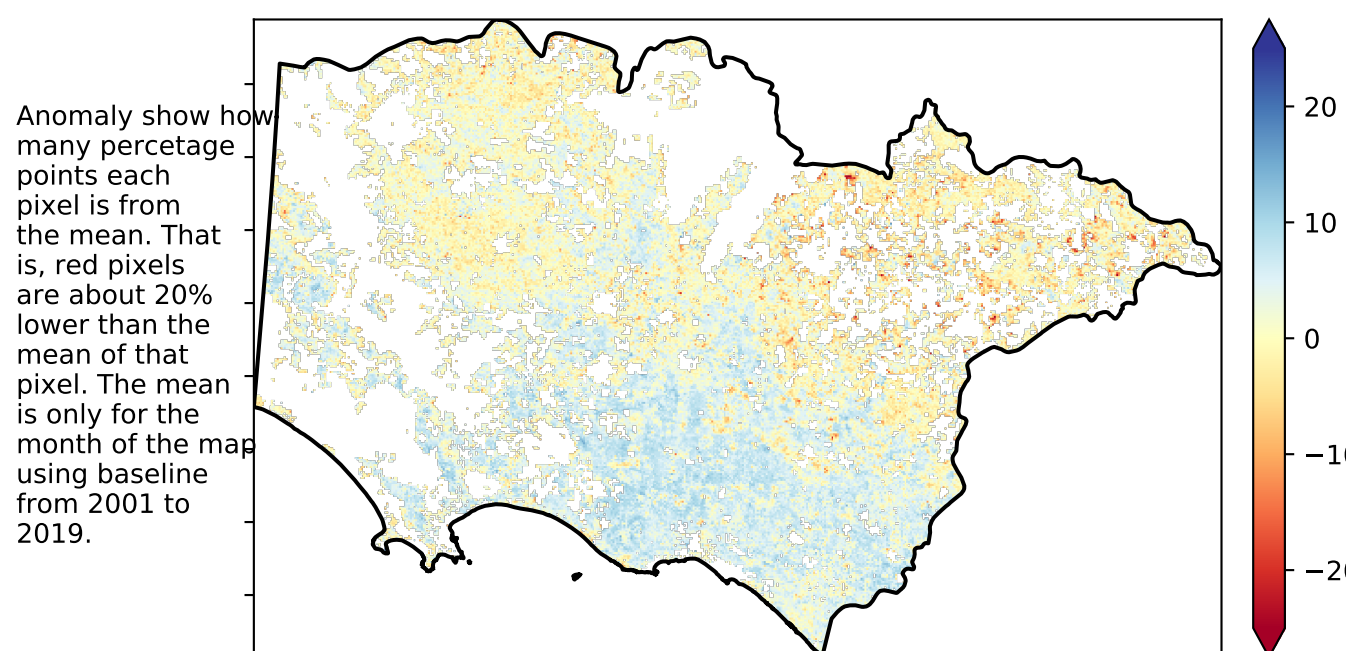 Anomaly show how
many percetage
points each
pixel is from
the mean. That
is, red pixels
are about 20%
lower than the
mean of that
pixel. The mean
is only for the
month of the map
using baseline
from 2001 to
2019.
20
10
0
−10
−20